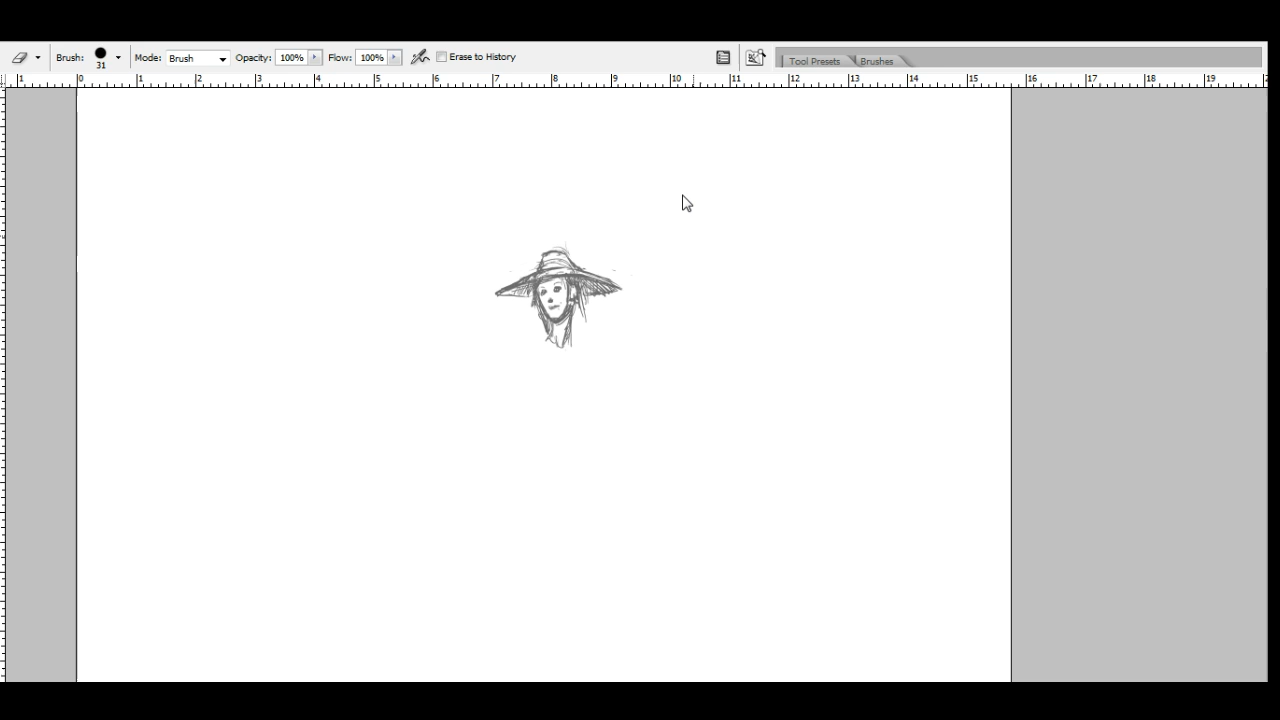 Brush: 31 Mode: Brush Opacity: 100% Flow: 100% Erase to History Tool Presets Brushes
1 0 1 2 3 4 5 6 7 8 9 10 11 12 13 14 15 16 17 18 19